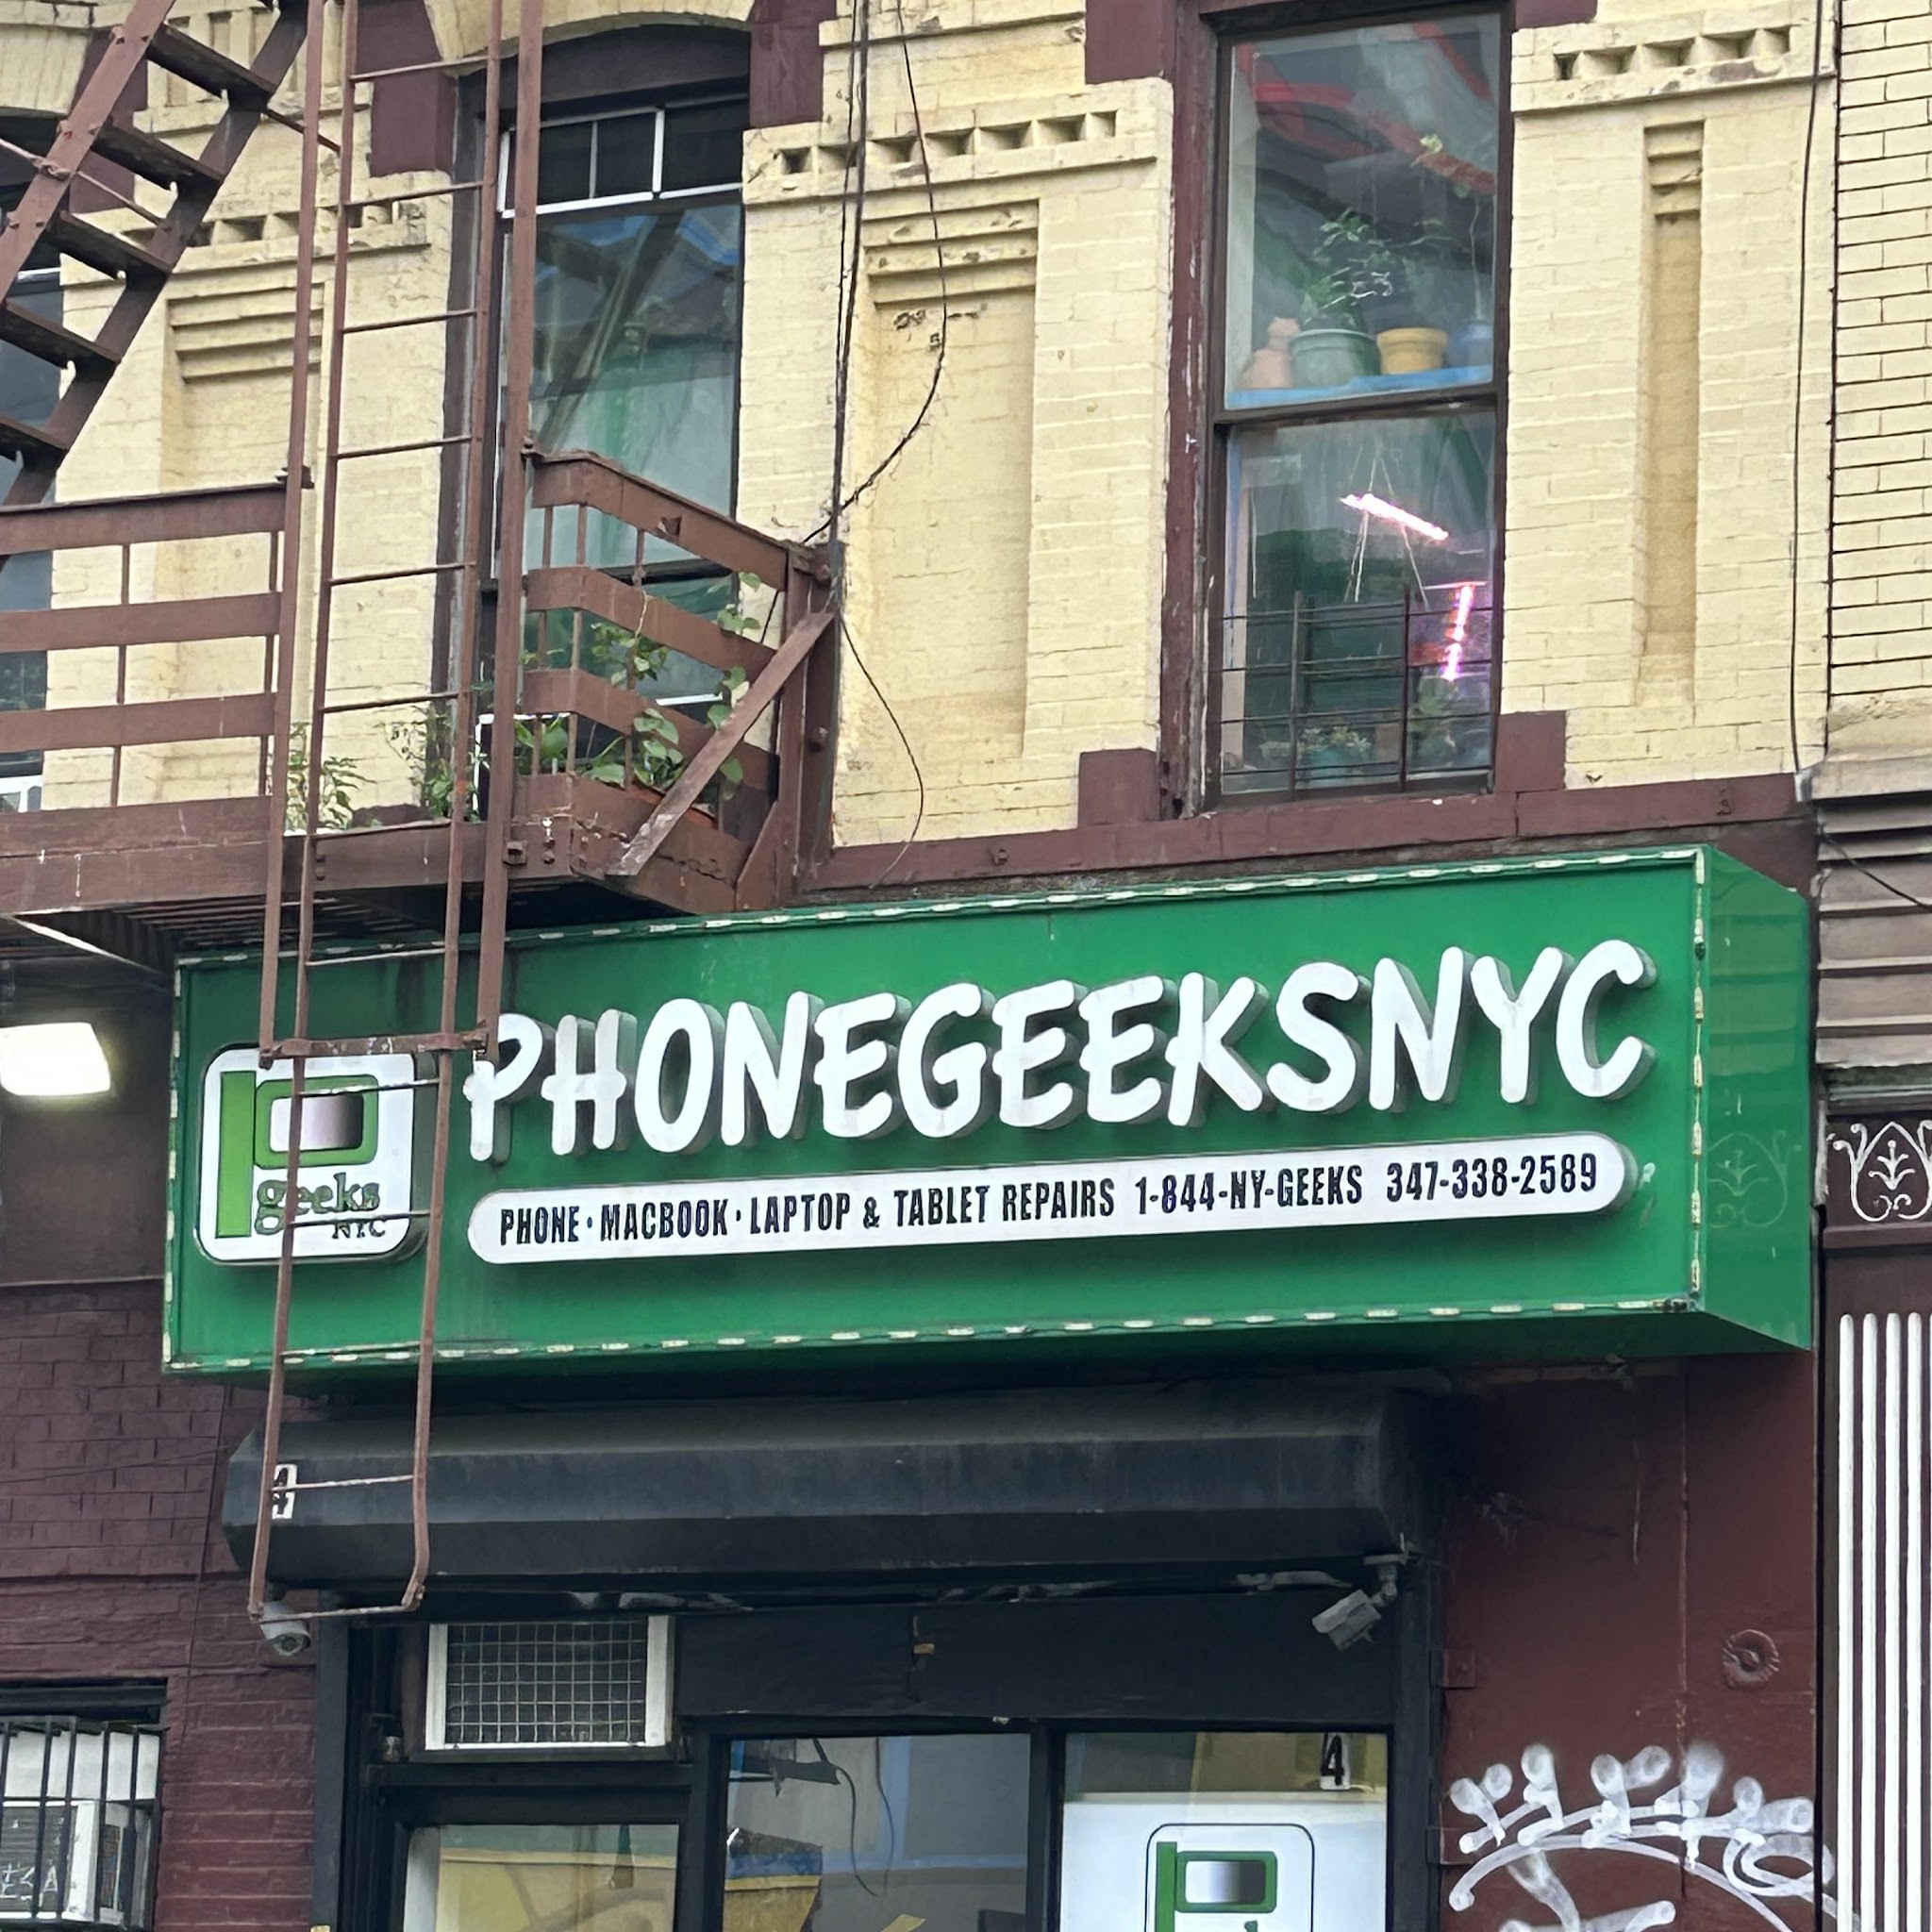 PHONEGEEKSNYC
geeks
NYC
PHONE · MACBOOK · LAPTOP & TABLET REPAIRS 1-844-NY-GEEKS 347-338-2589
4